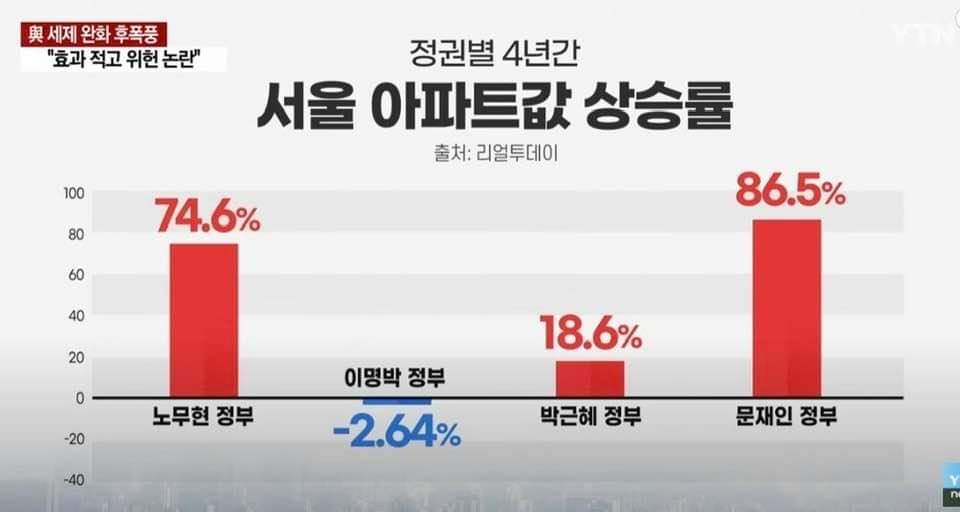 與 세제 완화 후폭풍
"효과 적고 위헌 논란"
YTN
정권별 4년간
서울 아파트값 상승률
출처: 리얼투데이
100
80
60
40
20
0
-20
-40
74.6%
노무현 정부
이명박 정부
-2.64%
18.6%
박근혜 정부
86.5%
문재인 정부